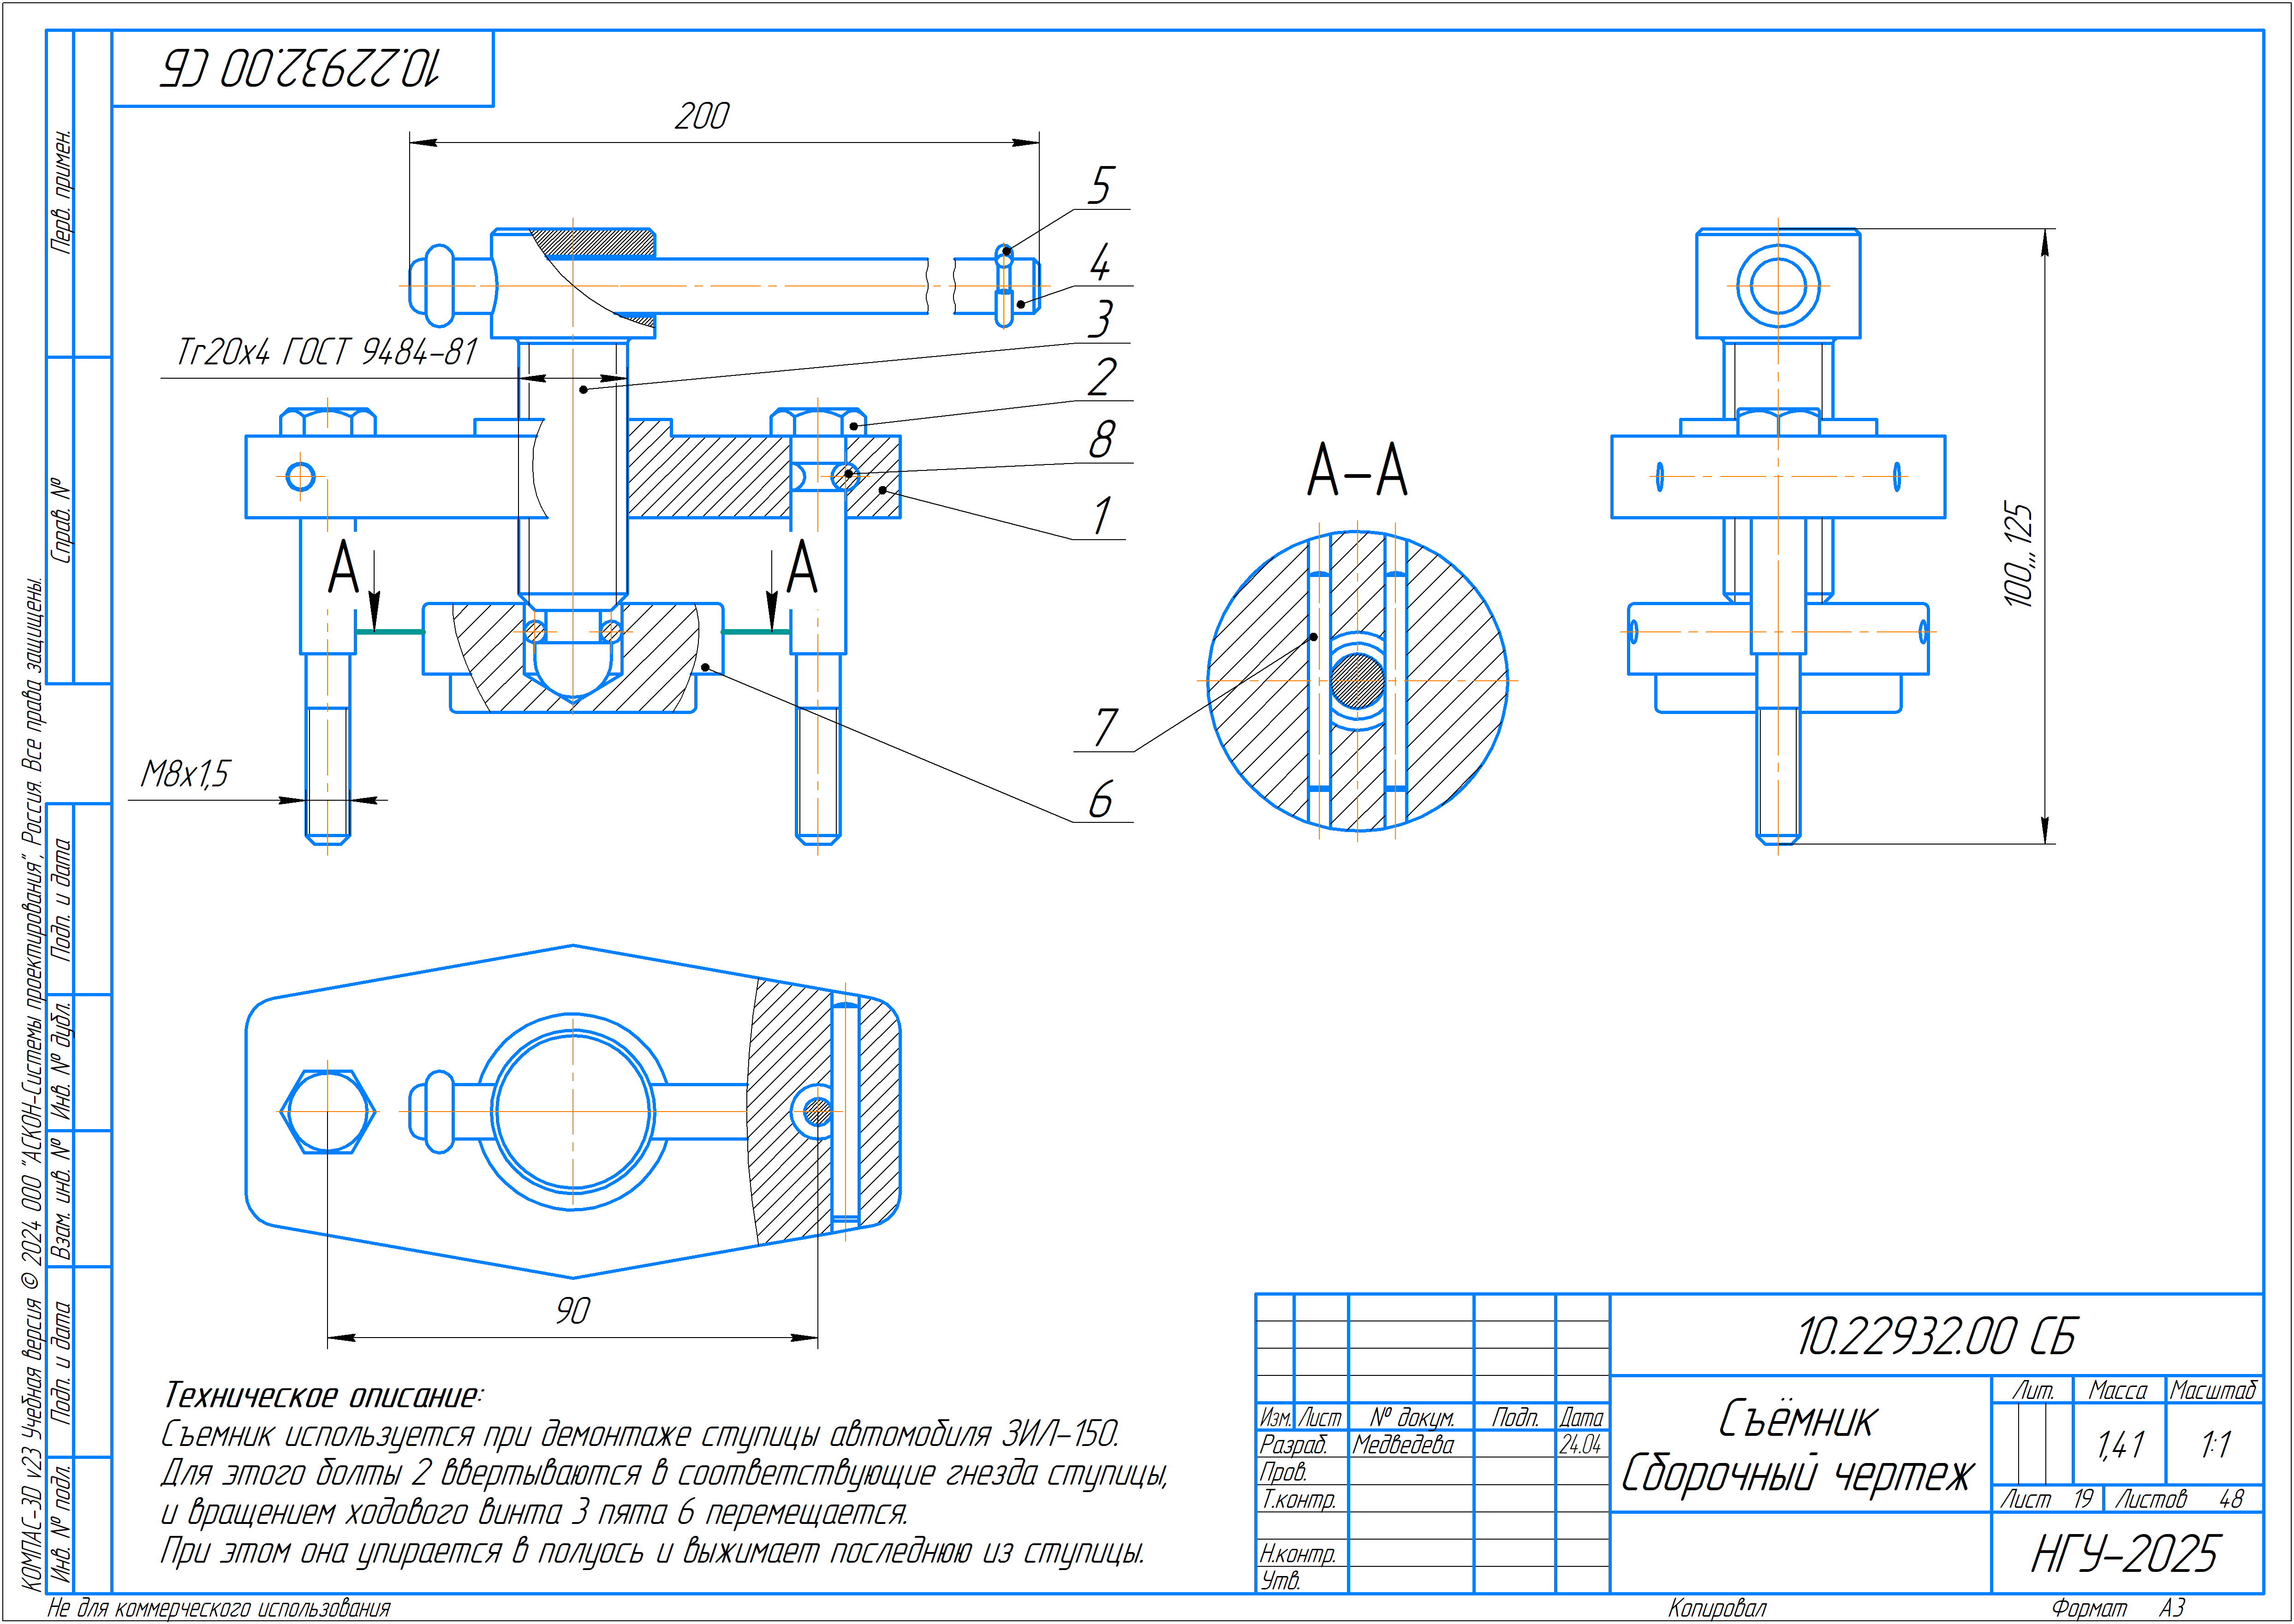 10.22932.00 СБ
Перв. примен.
Справ. №
Подп. и дата
Инв. № дубл.
Взам. инв. №
Подп. и дата
Инв. № подл.
КОМПАС-3D v23 Учебная версия © 2024 ООО "АСКОН-Системы проектирования", Россия. Все права защищены.
200
5
4
3
2
8
1
7
6
Tr20x4 ГОСТ 9484-81
А
А
М8х1,5
А-А
100,,, 125
90
Техническое описание:
Съемник используется при демонтаже ступицы автомобиля ЗИЛ-150.
Для этого болты 2 ввертываются в соответствующие гнезда ступицы,
и вращением ходового винта 3 пята 6 перемещается.
При этом она упирается в полуось и выжимает последнюю из ступицы.
10.22932.00 СБ
Изм. Лист № докум. Подп. Дата
Разраб. Медведева 24.04
Пров.
Т.контр.
Н.контр.
Утв.
Съёмник
Сборочный чертеж
Лит. Масса Масштаб
1,41 1:1
Лист 19 Листов 48
НГУ-2025
Не для коммерческого использования
Копировал
Формат А3